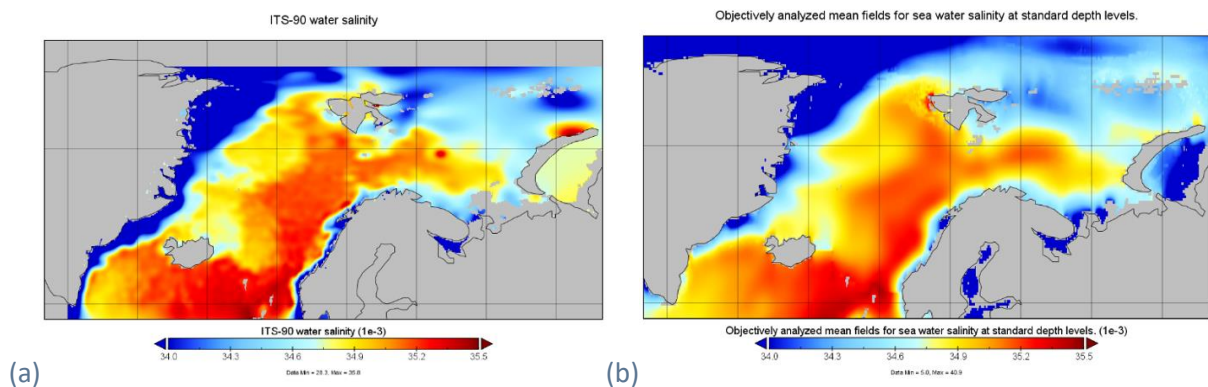 ITS-90 water salinity
ITS-90 water salinity (1e-3)
34.0 34.3 34.6 34.9 35.2 35.5
Data Min = 28.3, Max = 35.8
(a)
Objectively analyzed mean fields for sea water salinity at standard depth levels.
Objectively analyzed mean fields for sea water salinity at standard depth levels. (1e-3)
34.0 34.3 34.6 34.9 35.2 35.5
Data Min = 5.0, Max = 40.9
(b)